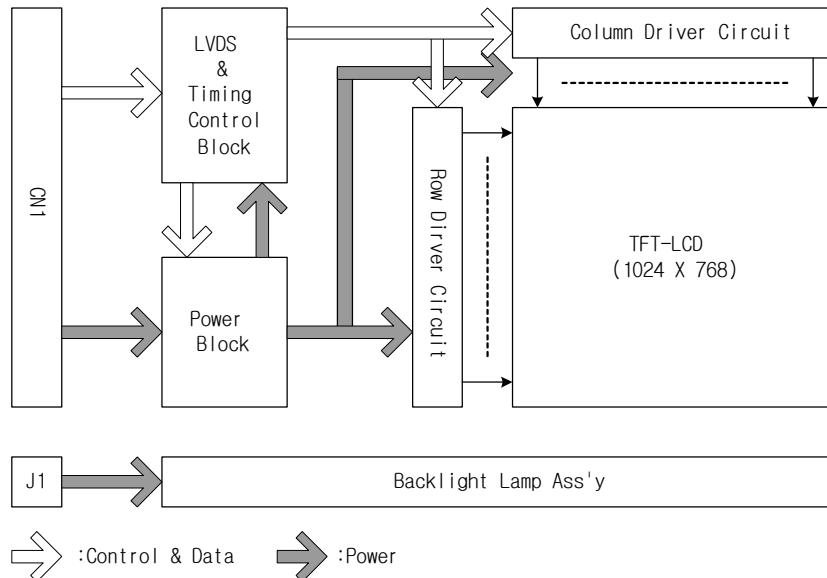 LVDS
&
Timing
Control
Block
Column Driver Circuit
CN1
Row Dirver Circuit
TFT-LCD
(1024 X 768)
Power
Block
J1
Backlight Lamp Ass'y
:Control & Data
:Power